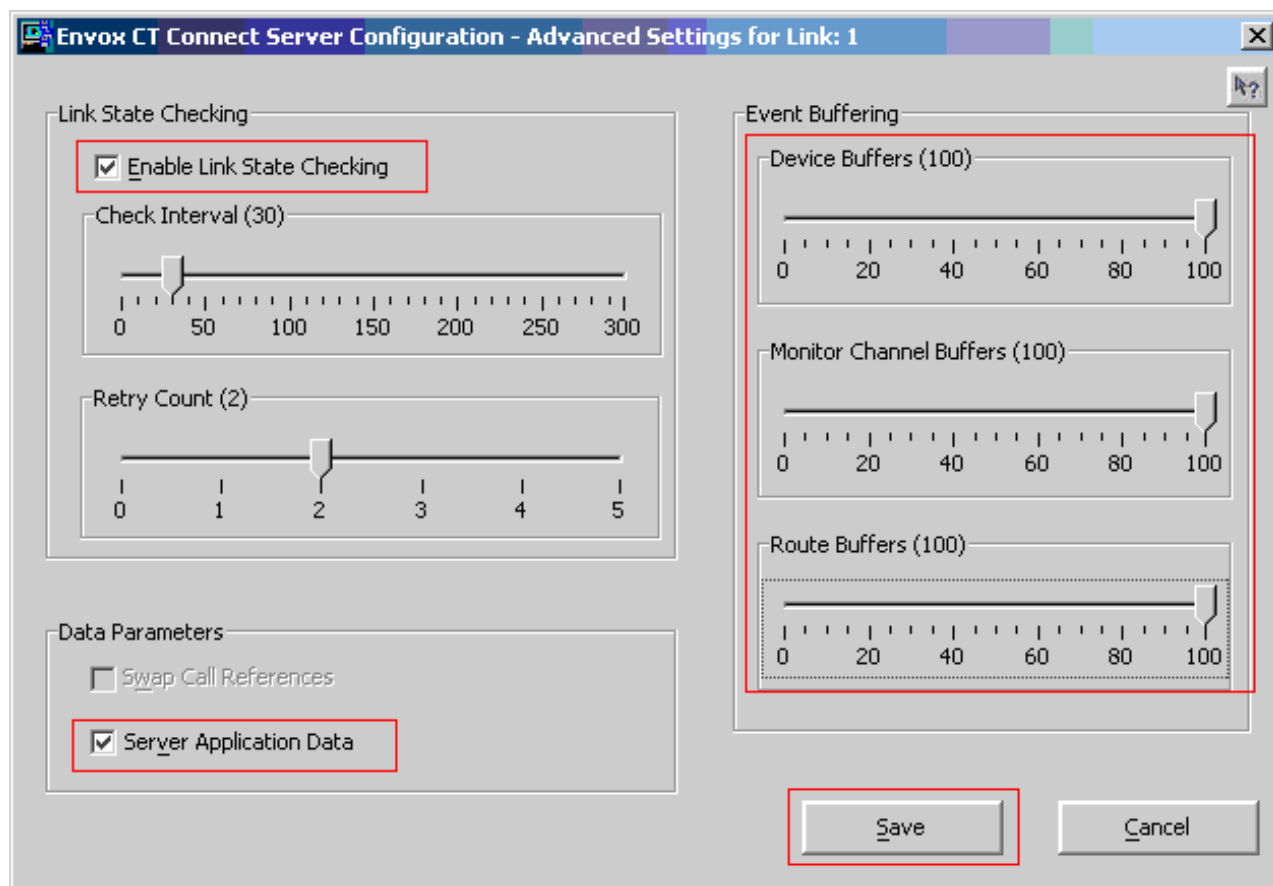 Envox CT Connect Server Configuration - Advanced Settings for Link: 1
Link State Checking
Enable Link State Checking
Check Interval (30)
0 50 100 150 200 250 300
Retry Count (2)
0 1 2 3 4 5
Data Parameters
Swap Call References
Server Application Data
Event Buffering
Device Buffers (100)
0 20 40 60 80 100
Monitor Channel Buffers (100)
0 20 40 60 80 100
Route Buffers (100)
0 20 40 60 80 100
Save
Cancel